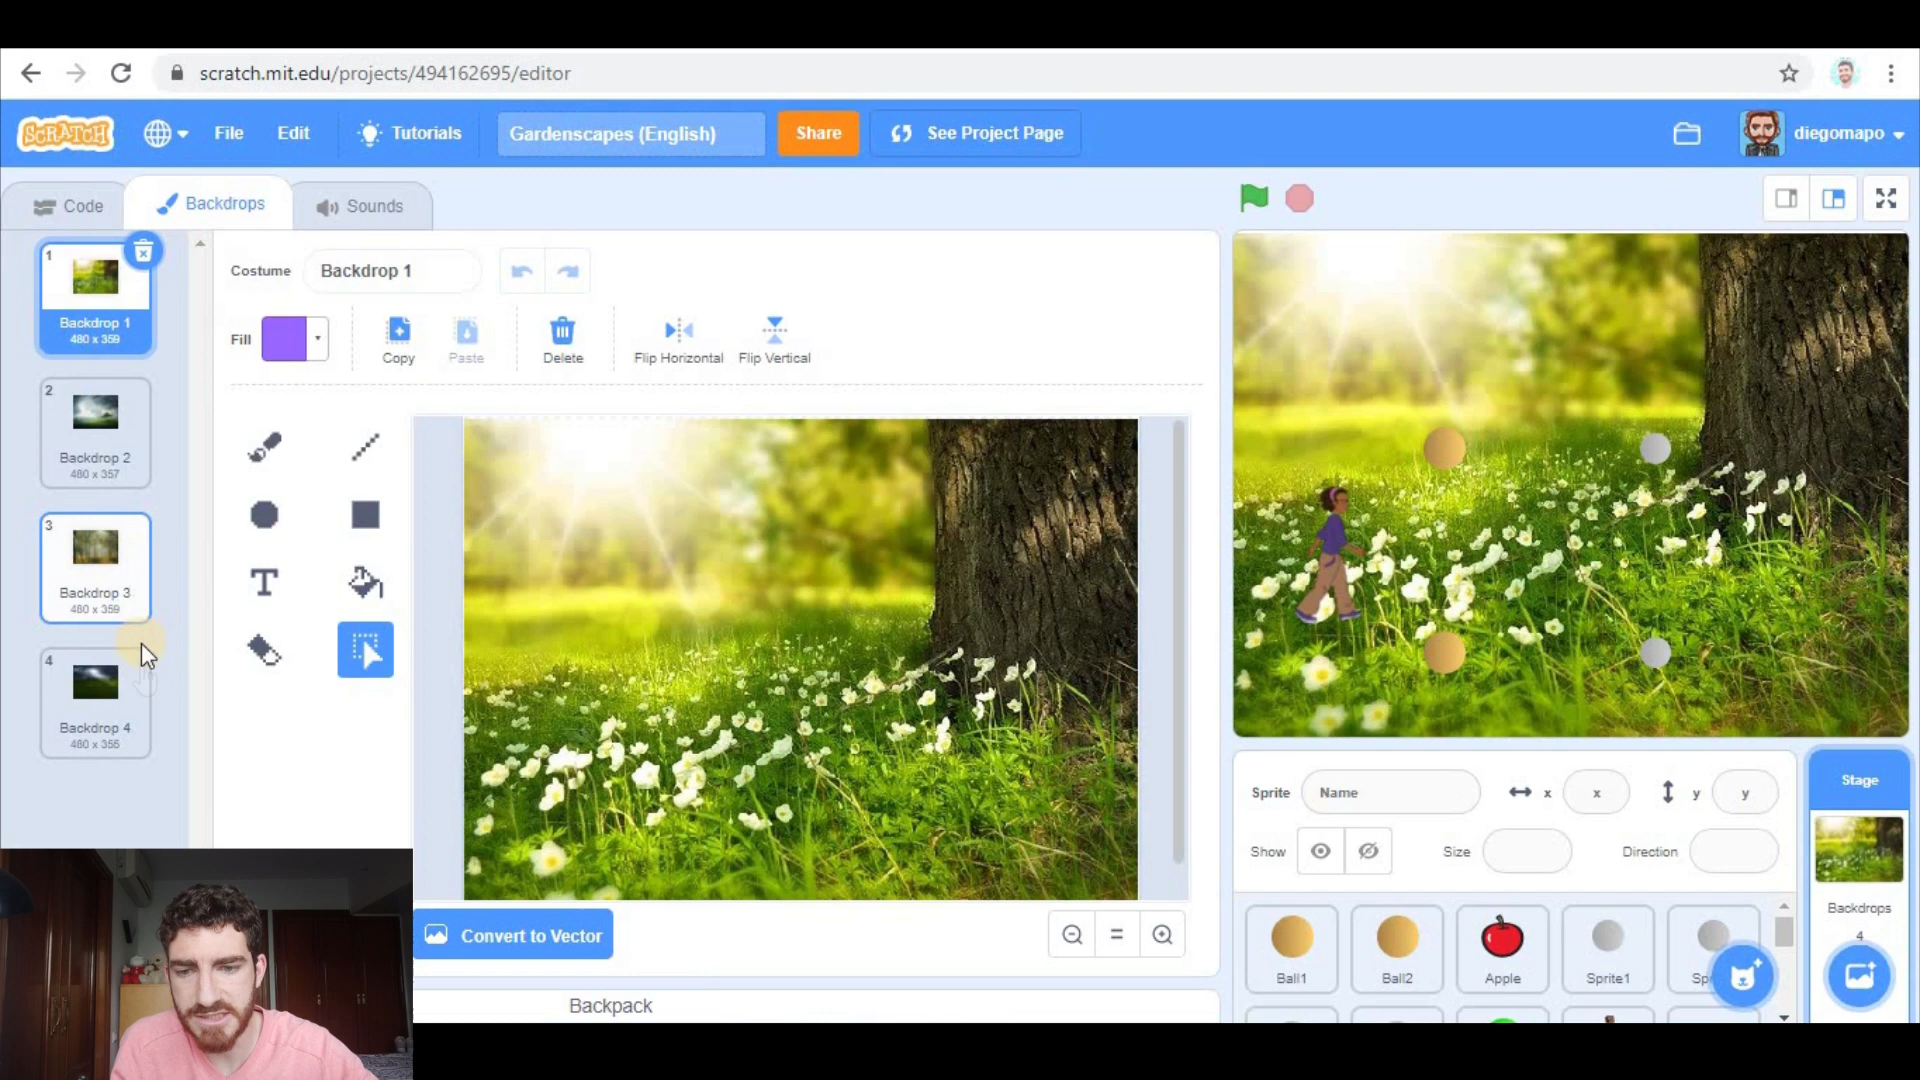 scratch.mit.edu/projects/494162695/editor
SCRATCH File Edit Tutorials Gardenscapes (English) Share See Project Page diegomapo
Code Backdrops Sounds
1
Backdrop 1
480 x 359
2
Backdrop 2
480 x 357
3
Backdrop 3
480 x 359
4
Backdrop 4
480 x 355
Costume Backdrop 1
Fill Copy Paste Delete Flip Horizontal Flip Vertical
T
Convert to Vector
Backpack
Sprite Name x x y y
Show Size Direction
Ball1 Ball2 Apple Sprite1 Sp
Stage
Backdrops
4